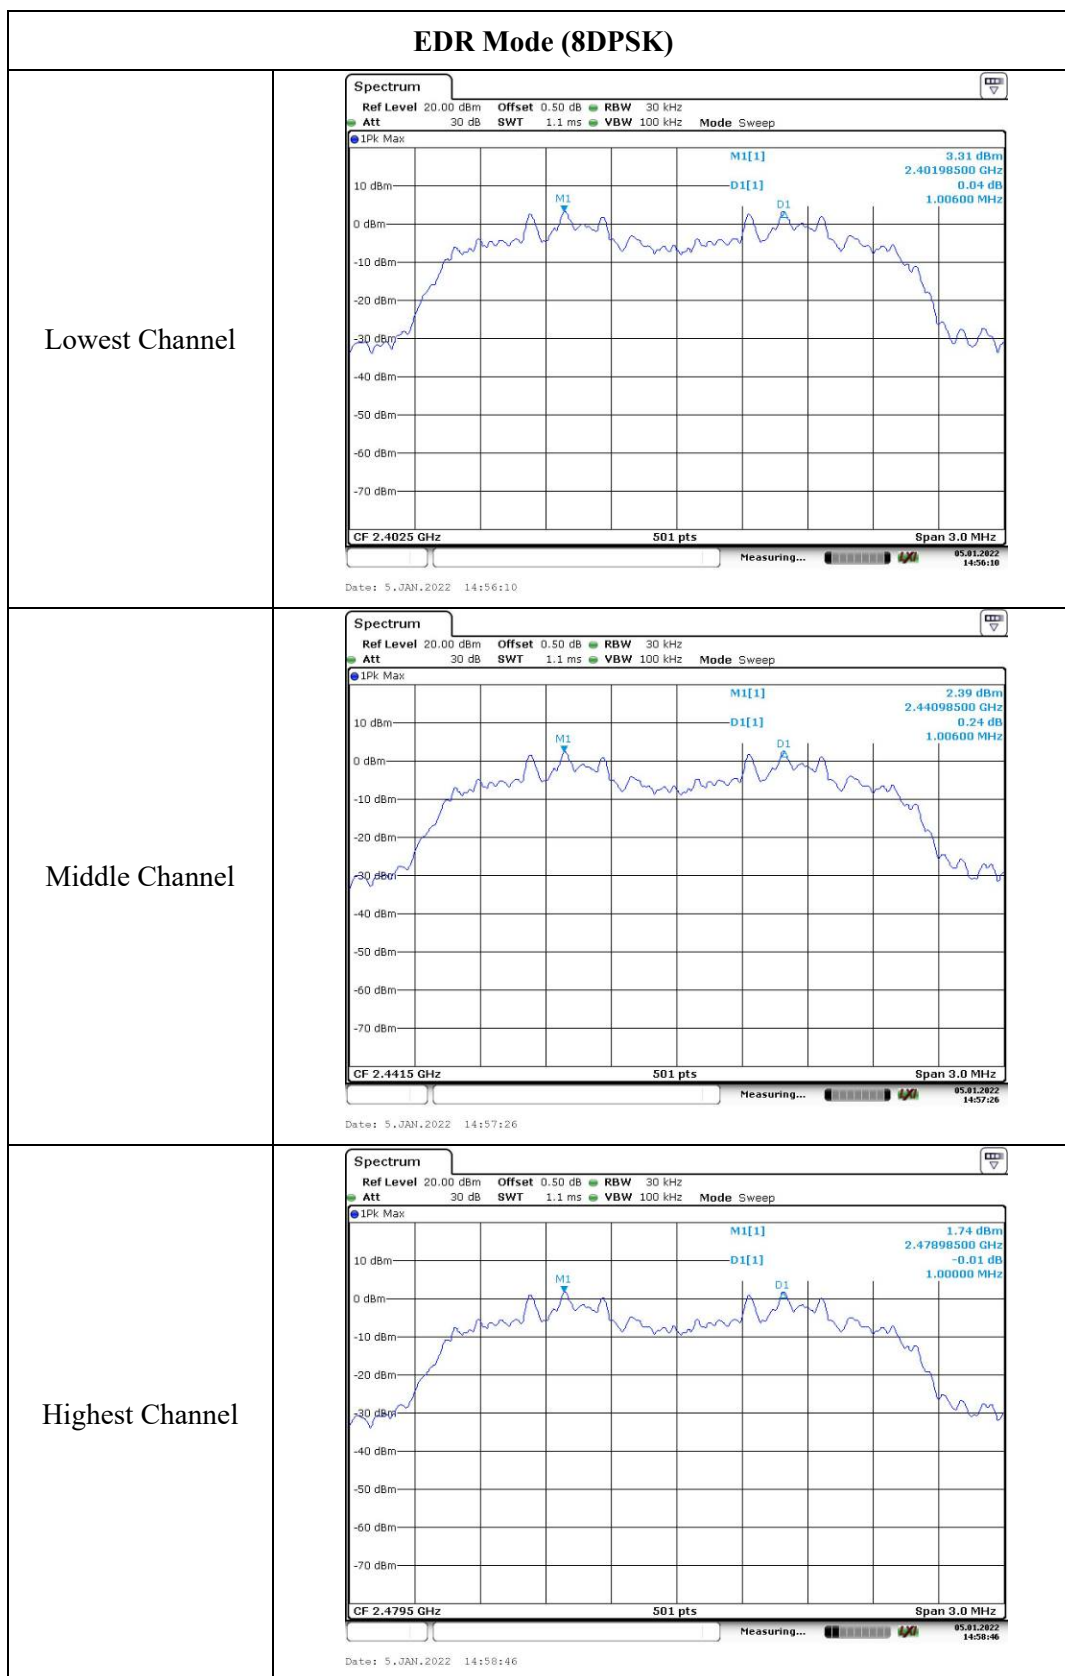 EDR Mode (8DPSK)
Lowest Channel
Spectrum
Ref Level 20.00 dBm Offset 0.50 dB RBW 30 kHz
Att 30 dB SWT 1.1 ms VBW 100 kHz Mode Sweep
1Pk Max
M1[1] 3.31 dBm
2.40198500 GHz
10 dBm D1[1] 0.04 dB
1.00600 MHz
M1 D1
0 dBm
-10 dBm
-20 dBm
-30 dBm
-40 dBm
-50 dBm
-60 dBm
-70 dBm
CF 2.4025 GHz 501 pts Span 3.0 MHz
Measuring... 05.01.2022
14:56:10
Date: 5.JAN.2022 14:56:10
Middle Channel
Spectrum
Ref Level 20.00 dBm Offset 0.50 dB RBW 30 kHz
Att 30 dB SWT 1.1 ms VBW 100 kHz Mode Sweep
1Pk Max
M1[1] 2.39 dBm
2.44098500 GHz
10 dBm D1[1] 0.24 dB
1.00600 MHz
M1 D1
0 dBm
-10 dBm
-20 dBm
-30 dBm
-40 dBm
-50 dBm
-60 dBm
-70 dBm
CF 2.4415 GHz 501 pts Span 3.0 MHz
Measuring... 05.01.2022
14:57:26
Date: 5.JAN.2022 14:57:26
Highest Channel
Spectrum
Ref Level 20.00 dBm Offset 0.50 dB RBW 30 kHz
Att 30 dB SWT 1.1 ms VBW 100 kHz Mode Sweep
1Pk Max
M1[1] 1.74 dBm
2.47898500 GHz
10 dBm D1[1] -0.01 dB
1.00000 MHz
M1 D1
0 dBm
-10 dBm
-20 dBm
-30 dBm
-40 dBm
-50 dBm
-60 dBm
-70 dBm
CF 2.4795 GHz 501 pts Span 3.0 MHz
Measuring... 05.01.2022
14:58:46
Date: 5.JAN.2022 14:58:46